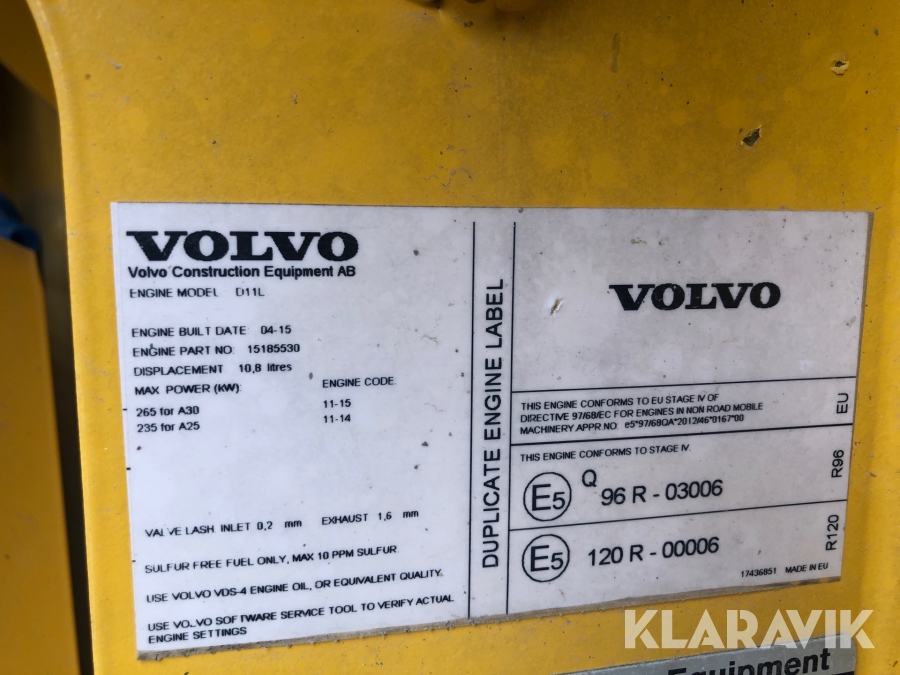 VOLVO
Volvo Construction Equipment AB
ENGINE MODEL D11L
ENGINE BUILT DATE 04-15
ENGINE PART NO: 15185530
DISPLACEMENT 10,8 litres
MAX POWER (KW): ENGINE CODE:
265 for A30 11-15
235 for A25 11-14
VALVE LASH INLET 0,2 mm EXHAUST 1,6 mm
SULFUR FREE FUEL ONLY, MAX 10 PPM SULFUR.
USE VOLVO VDS-4 ENGINE OIL, OR EQUIVALENT QUALITY.
USE VOLVO SOFTWARE SERVICE TOOL TO VERIFY ACTUAL
ENGINE SETTINGS
DUPLICATE ENGINE LABEL
VOLVO
THIS ENGINE CONFORMS TO EU STAGE IV OF
DIRECTIVE 97/68/EC FOR ENGINES IN NON ROAD MOBILE
MACHINERY APPR.NO: e5*97/68QA*2012/46*0167*00
EU
THIS ENGINE CONFORMS TO STAGE IV.
E5 Q 96 R - 03006
R96
E5 120 R - 00006
R120
17436851 MADE IN EU
KLARAVIK
Equipment